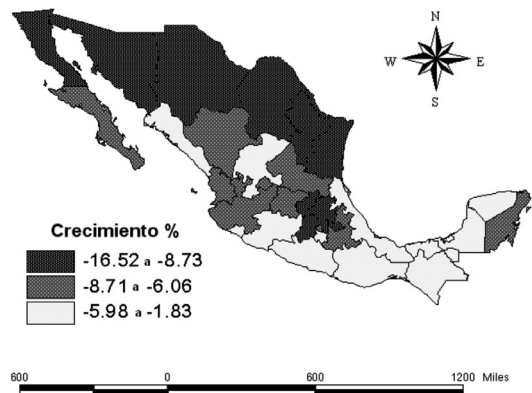 N
W E
S
Crecimiento %
-16.52 a -8.73
-8.71 a -6.06
-5.98 a -1.83
600 0 600 1200 Miles